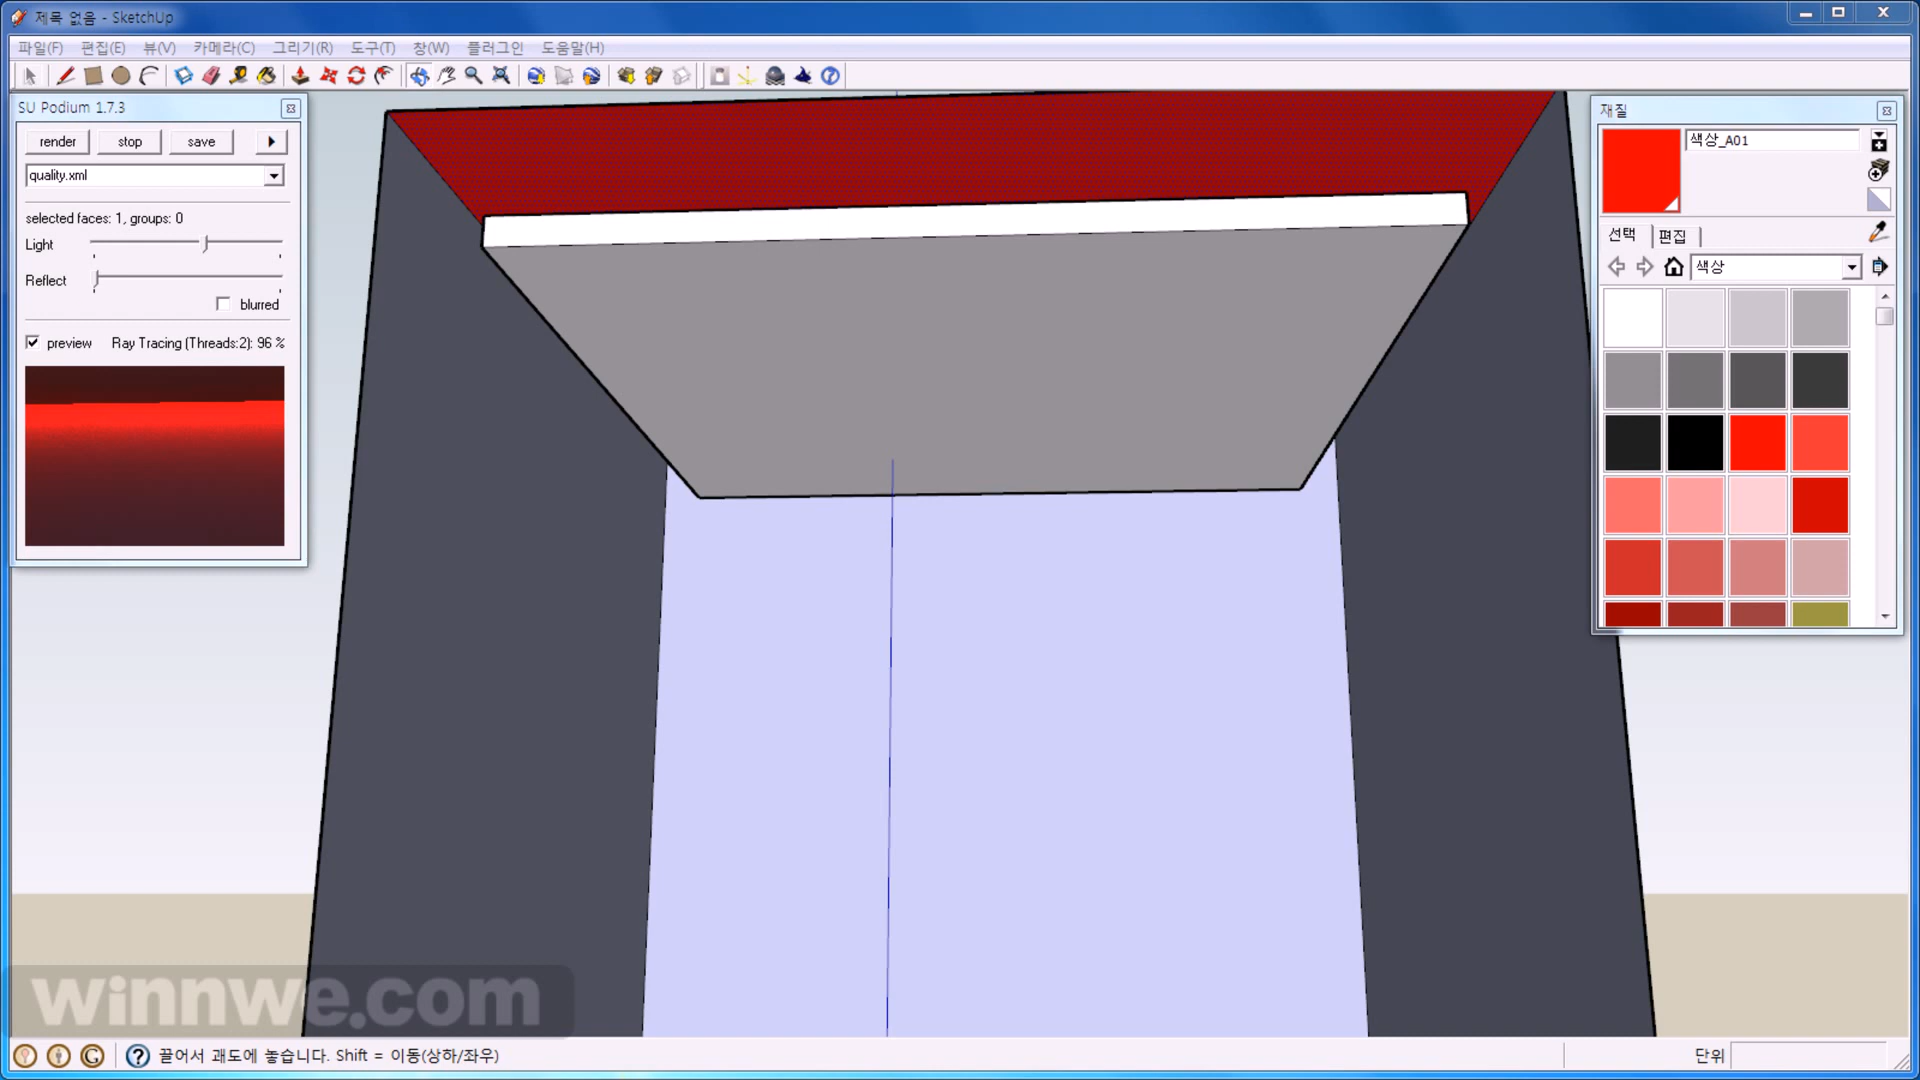 제목 없음 - SketchUp
파일(F) 편집(E) 뷰(V) 카메라(C) 그리기(R) 도구(T) 창(W) 플러그인 도움말(H)
SU Podium 1.7.3
render stop save
quality.xml
selected faces: 1, groups: 0
Light
Reflect
blurred
preview Ray Tracing (Threads:2): 96 %
재질
색상_A01
선택 편집
색상
winnwe.com
끌어서 괘도에 놓습니다. Shift = 이동(상하/좌우)
단위